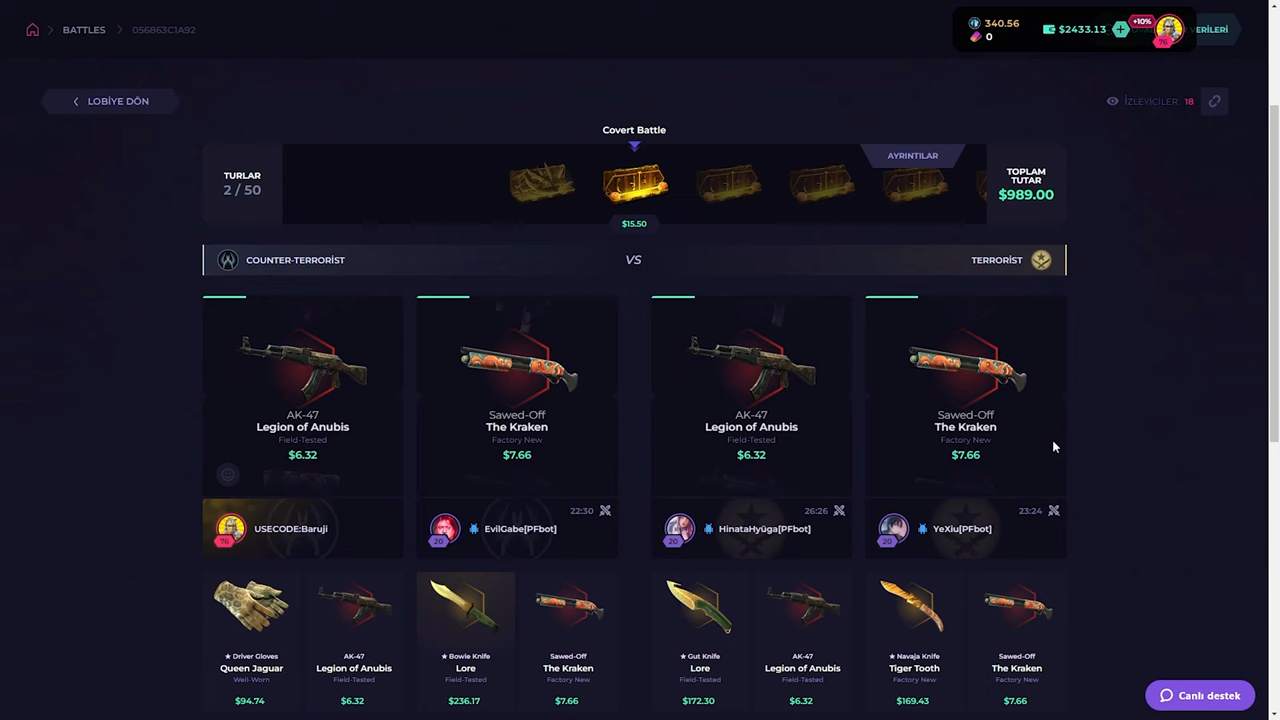 BATTLES
056863C1A92
340.56
0
$2433.13
+10%
76
VERİLERİ
LOBİYE DÖN
İZLEYİCİLER 18
Covert Battle
TURLAR
2 / 50
AYRINTILAR
TOPLAM
TUTAR
$989.00
$15.50
COUNTER-TERRORİST
VS
TERRORİST
AK-47
Legion of Anubis
Field-Tested
$6.32
Sawed-Off
The Kraken
Factory New
$7.66
AK-47
Legion of Anubis
Field-Tested
$6.32
Sawed-Off
The Kraken
Factory New
$7.66
76
USECODE:Baruji
22:30
20
EvilGabe[PFbot]
26:26
20
HinataHyūga[PFbot]
23:24
20
YeXiu[PFbot]
★ Driver Gloves
Queen Jaguar
Well-Worn
$94.74
AK-47
Legion of Anubis
Field-Tested
$6.32
★ Bowie Knife
Lore
Field-Tested
$236.17
Sawed-Off
The Kraken
Factory New
$7.66
★ Gut Knife
Lore
Field-Tested
$172.30
AK-47
Legion of Anubis
Field-Tested
$6.32
★ Navaja Knife
Tiger Tooth
Factory New
$169.43
Sawed-Off
The Kraken
Factory New
$7.66
Canlı destek